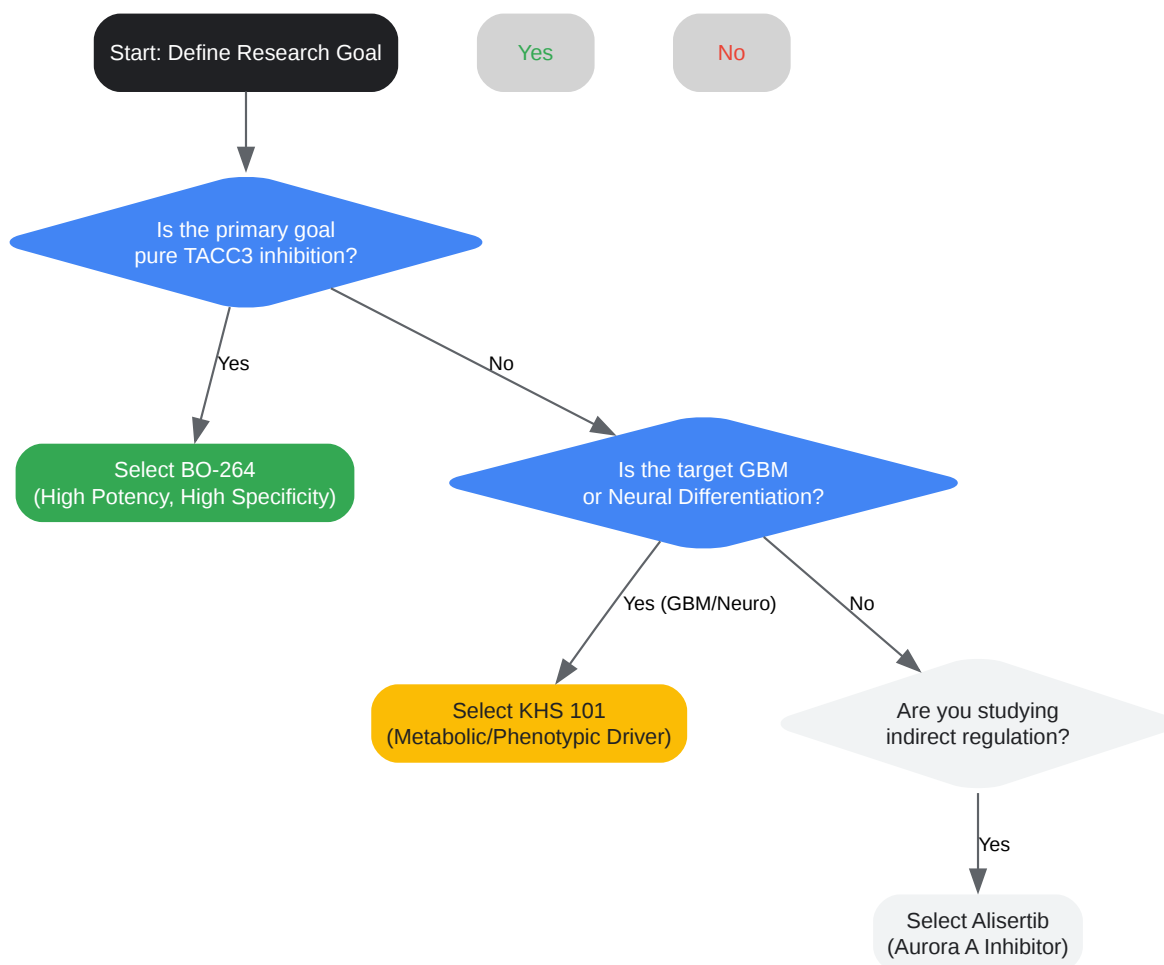 Start: Define Research Goal
Yes
No
Is the primary goal
pure TACC3 inhibition?
Yes
No
Select BO-264
(High Potency, High Specificity)
Is the target GBM
or Neural Differentiation?
Yes (GBM/Neuro)
No
Select KHS 101
(Metabolic/Phenotypic Driver)
Are you studying
indirect regulation?
Yes
Select Alisertib
(Aurora A Inhibitor)